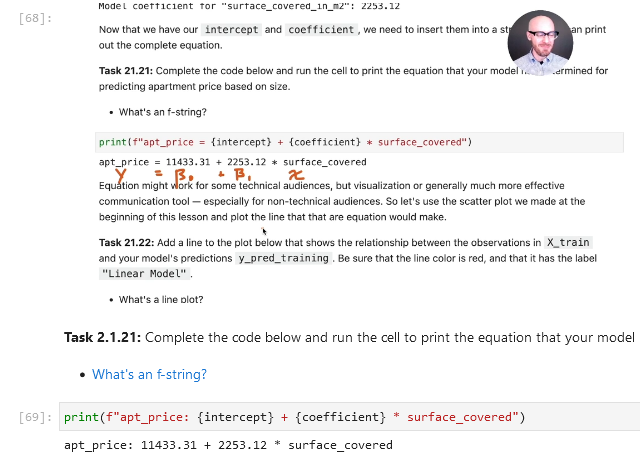 Model coefficient for "surface_covered_in_m2": 2253.12
[68]:
Now that we have our intercept and coefficient, we need to insert them into a st an print
out the complete equation.
Task 21.21: Complete the code below and run the cell to print the equation that your model termined for
predicting apartment price based on size.
• What's an f-string?
print(f"apt_price = {intercept} + {coefficient} * surface_covered")
apt_price = 11433.31 + 2253.12 * surface_covered
Y = B₀ + B₁ x
Equation might work for some technical audiences, but visualization or generally much more effective
communication tool — especially for non-technical audiences. So let's use the scatter plot we made at the
beginning of this lesson and plot the line that that are equation would make.
Task 21.22: Add a line to the plot below that shows the relationship between the observations in X_train
and your model's predictions y_pred_training. Be sure that the line color is red, and that it has the label
"Linear Model".
• What's a line plot?
Task 2.1.21: Complete the code below and run the cell to print the equation that your model
• What's an f-string?
[69]: print(f"apt_price: {intercept} + {coefficient} * surface_covered")
apt_price: 11433.31 + 2253.12 * surface_covered